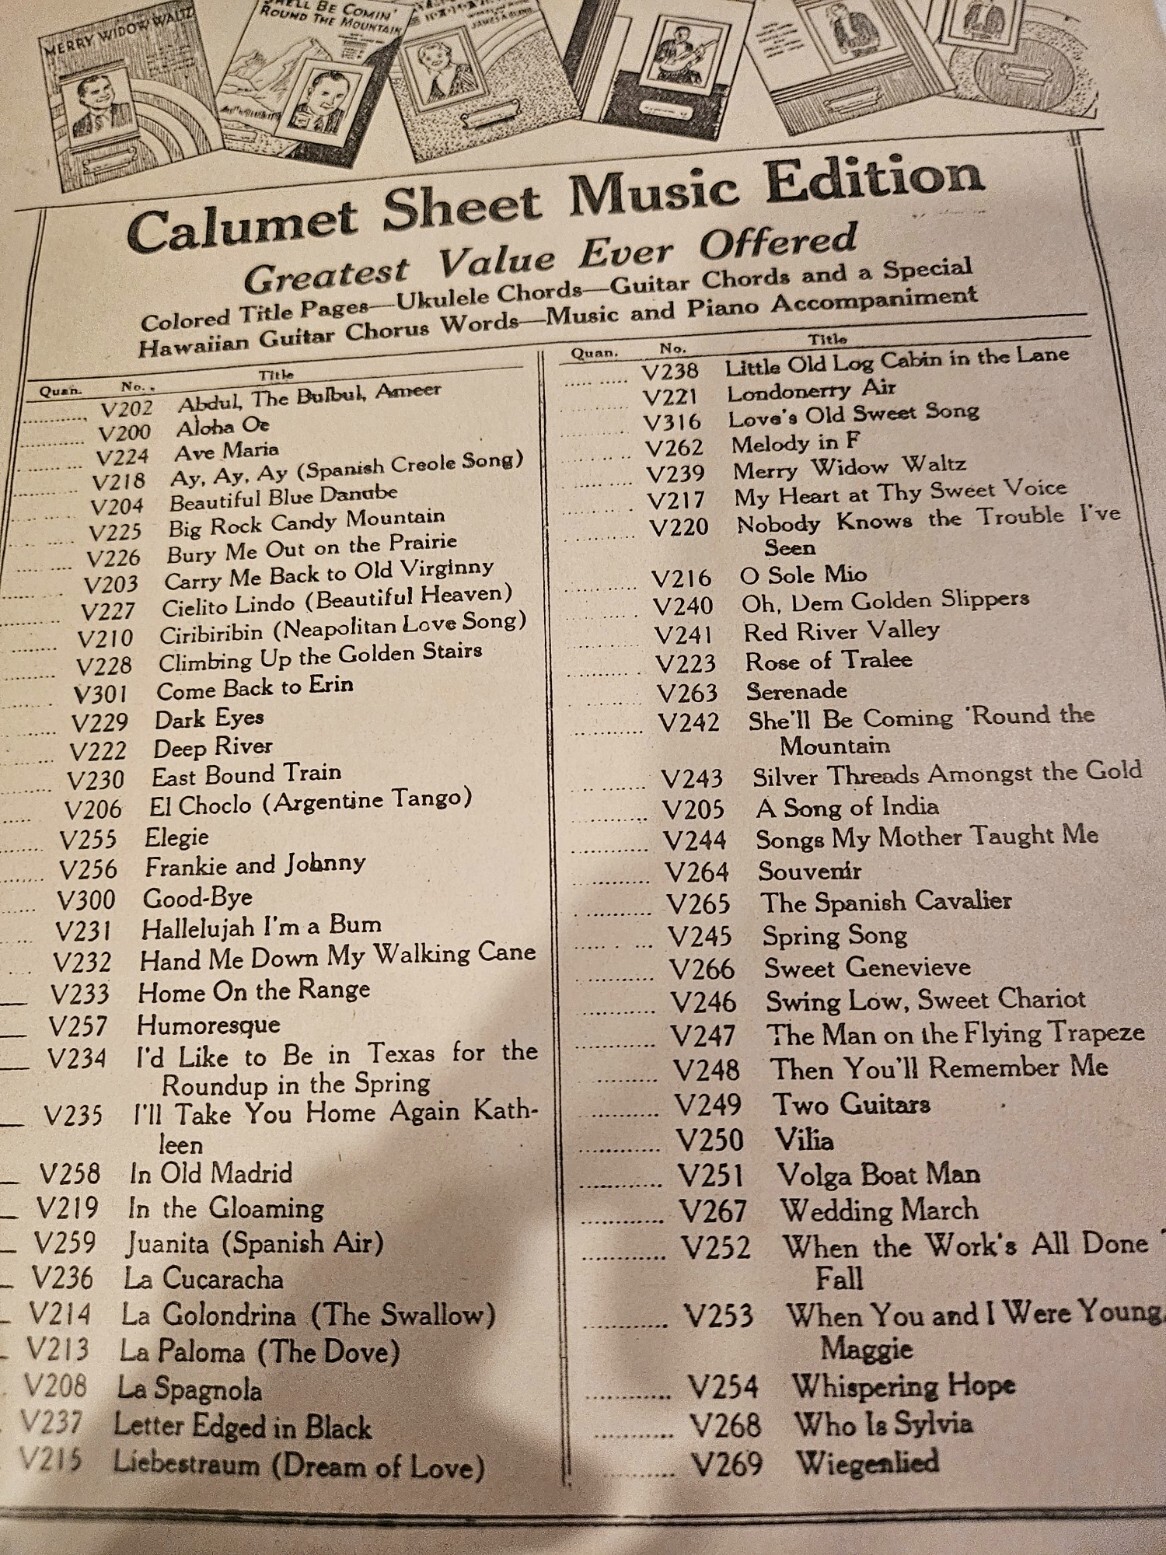 MERRY WIDOW WALTZ
BE COMIN'
ROUND THE MOUNTAIN
Calumet Sheet Music Edition
Greatest Value Ever Offered
Colored Title Pages—Ukulele Chords—Guitar Chords and a Special
Hawaiian Guitar Chorus Words—Music and Piano Accompaniment
Quan. No. Title
V202 Abdul, The Bulbul, Ameer
V200 Aloha Oe
V224 Ave Maria
V218 Ay, Ay, Ay (Spanish Creole Song)
V204 Beautiful Blue Danube
V225 Big Rock Candy Mountain
V226 Bury Me Out on the Prairie
V203 Carry Me Back to Old Virginny
V227 Cielito Lindo (Beautiful Heaven)
V210 Ciribiribin (Neapolitan Love Song)
V228 Climbing Up the Golden Stairs
V301 Come Back to Erin
V229 Dark Eyes
V222 Deep River
V230 East Bound Train
V206 El Choclo (Argentine Tango)
V255 Elegie
V256 Frankie and Johnny
V300 Good-Bye
V231 Hallelujah I'm a Bum
V232 Hand Me Down My Walking Cane
V233 Home On the Range
V257 Humoresque
V234 I'd Like to Be in Texas for the
Roundup in the Spring
V235 I'll Take You Home Again Kath-
leen
V258 In Old Madrid
V219 In the Gloaming
V259 Juanita (Spanish Air)
V236 La Cucaracha
V214 La Golondrina (The Swallow)
V213 La Paloma (The Dove)
V208 La Spagnola
V237 Letter Edged in Black
V215 Liebestraum (Dream of Love)
Quan. No. Title
V238 Little Old Log Cabin in the Lane
V221 Londonerry Air
V316 Love's Old Sweet Song
V262 Melody in F
V239 Merry Widow Waltz
V217 My Heart at Thy Sweet Voice
V220 Nobody Knows the Trouble I've
Seen
V216 O Sole Mio
V240 Oh, Dem Golden Slippers
V241 Red River Valley
V223 Rose of Tralee
V263 Serenade
V242 She'll Be Coming 'Round the
Mountain
V243 Silver Threads Amongst the Gold
V205 A Song of India
V244 Songs My Mother Taught Me
V264 Souvenir
V265 The Spanish Cavalier
V245 Spring Song
V266 Sweet Genevieve
V246 Swing Low, Sweet Chariot
V247 The Man on the Flying Trapeze
V248 Then You'll Remember Me
V249 Two Guitars
V250 Vilia
V251 Volga Boat Man
V267 Wedding March
V252 When the Work's All Done
Fall
V253 When You and I Were Young,
Maggie
V254 Whispering Hope
V268 Who Is Sylvia
V269 Wiegenlied